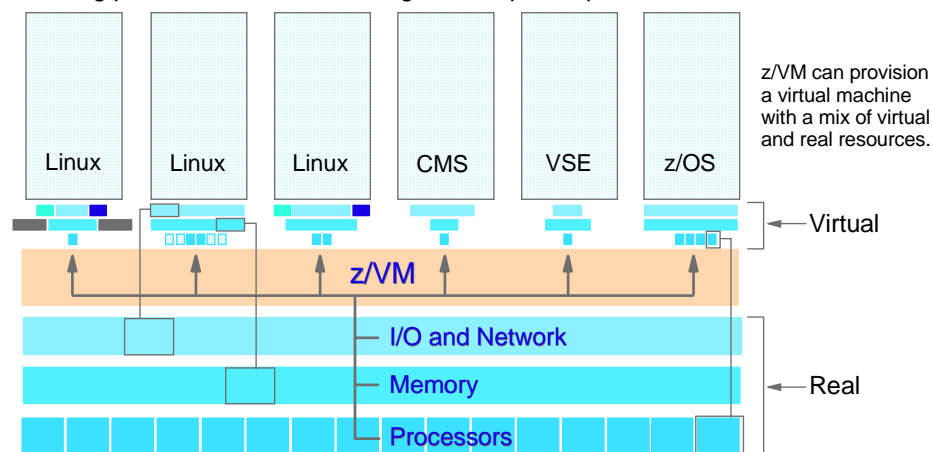 z/VM can provision
a virtual machine
with a mix of virtual
and real resources.
Linux Linux Linux CMS VSE z/OS
Virtual
z/VM
I/O and Network
Memory
Real
Processors